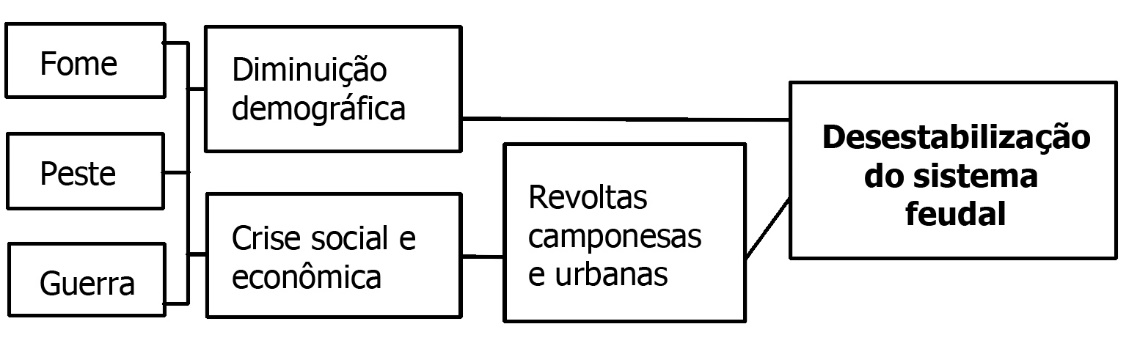 Fome
Peste
Guerra
Diminuição
demográfica
Crise social e
econômica
Revoltas
camponesas
e urbanas
Desestabilização
do sistema
feudal